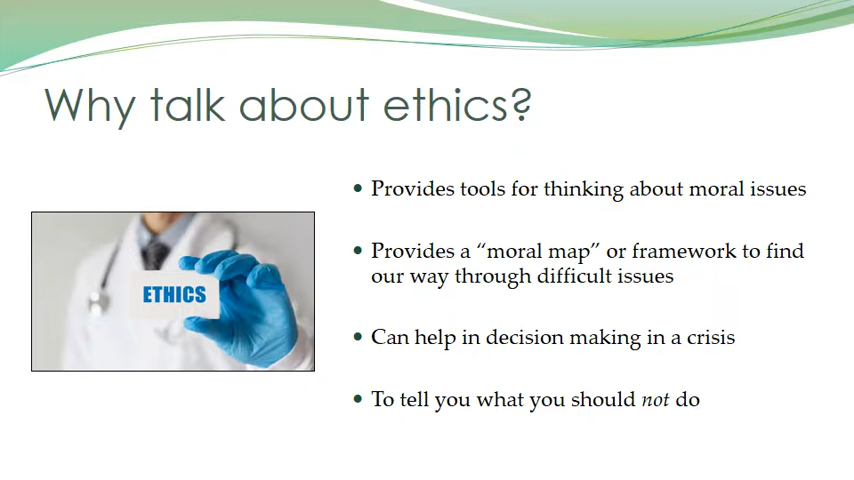 Why talk about ethics?
• Provides tools for thinking about moral issues
• Provides a “moral map” or framework to find
our way through difficult issues
• Can help in decision making in a crisis
• To tell you what you should not do
ETHICS